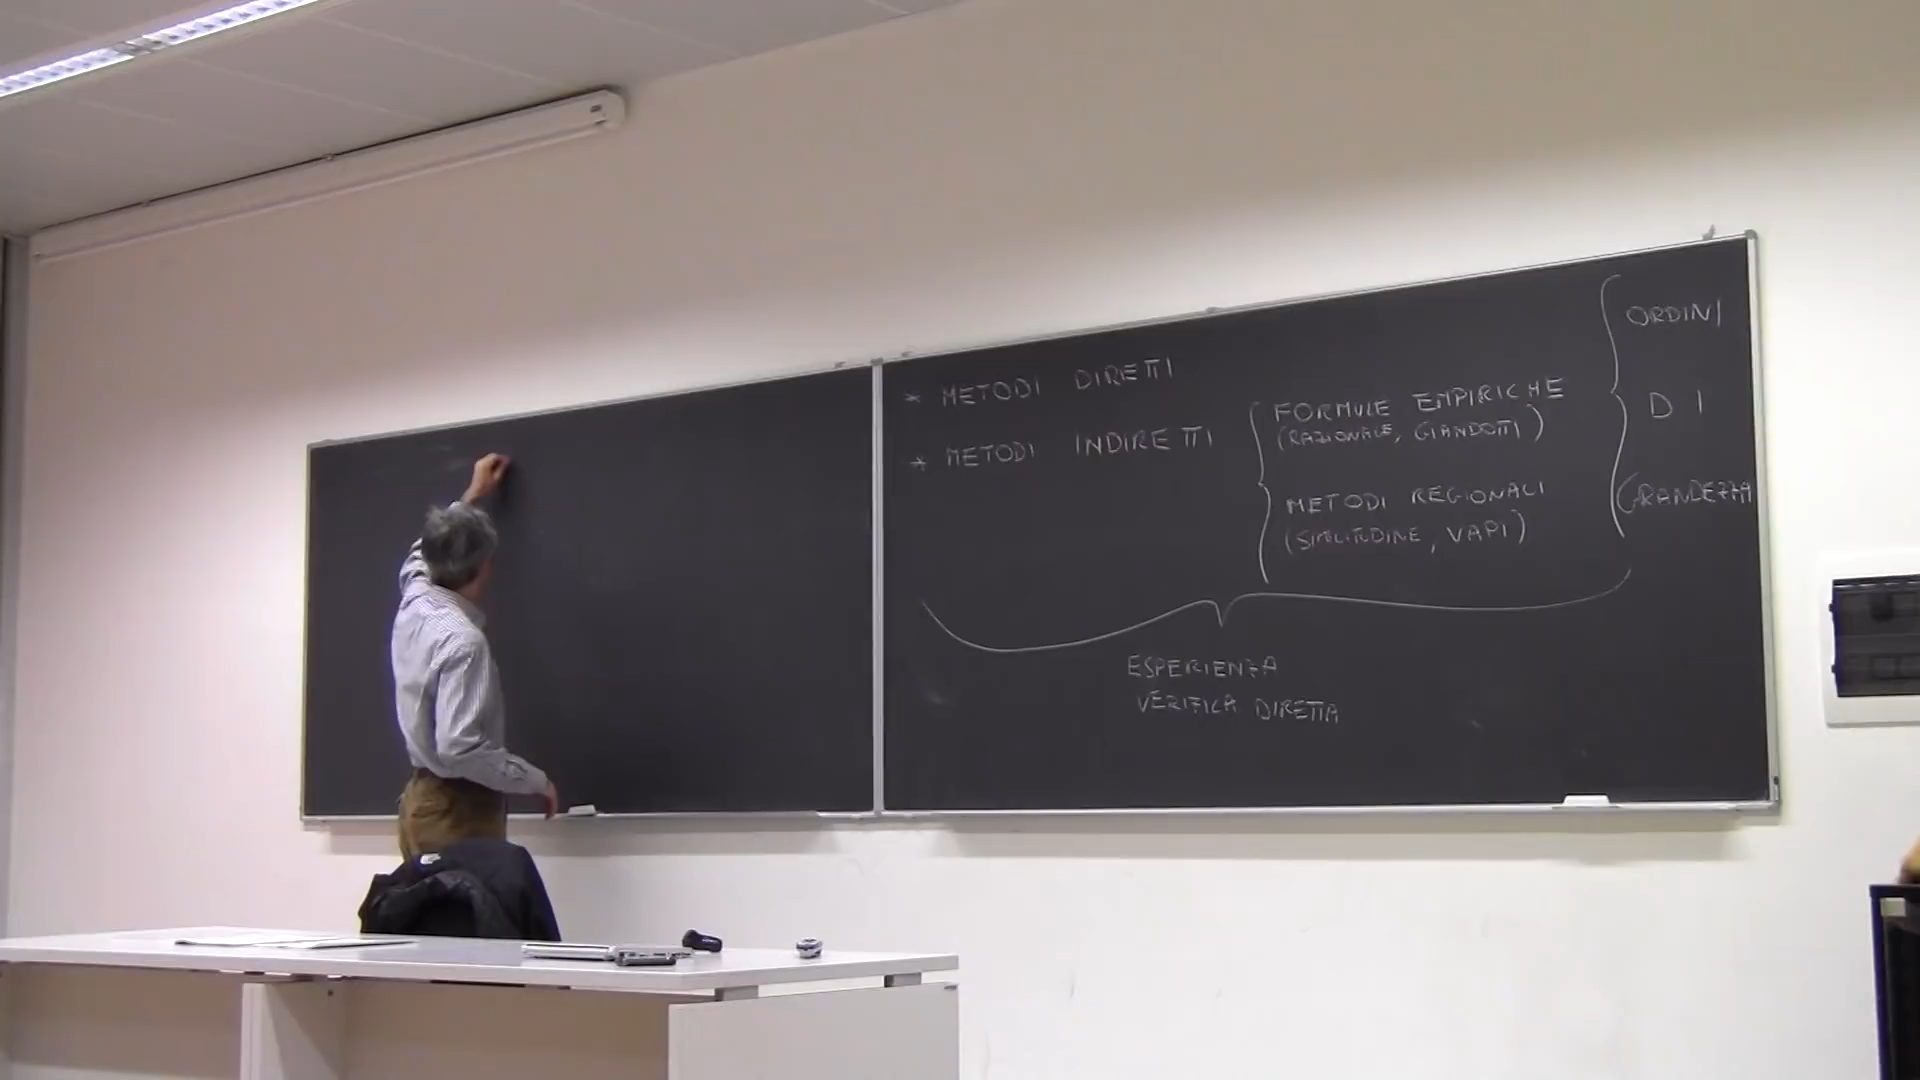 * METODI DIRETTI
* METODI INDIRETTI
FORMULE EMPIRICHE
(RAZIONALE, GIANDOTTI)
METODI REGIONALI
(SIMILITUDINE, VAPI)
ORDINI
DI
GRANDEZZA
ESPERIENZA
VERIFICA DIRETTA